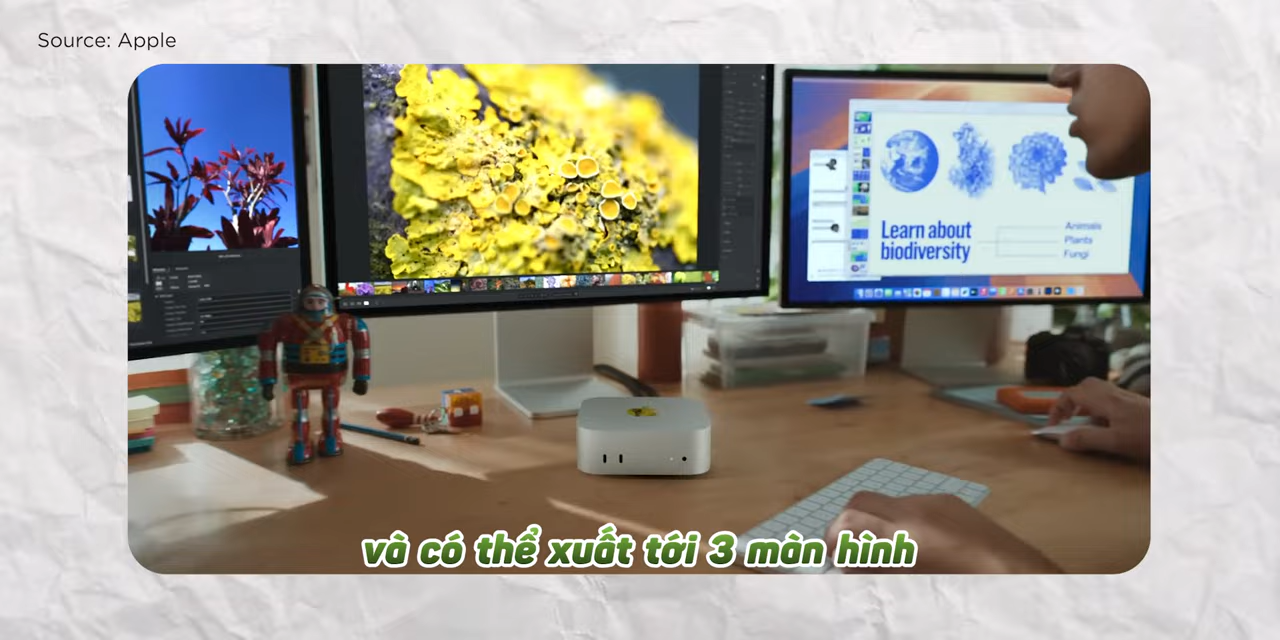 Source: Apple
Learn about
biodiversity
Animals
Plants
Fungi
và có thể xuất tới 3 màn hình